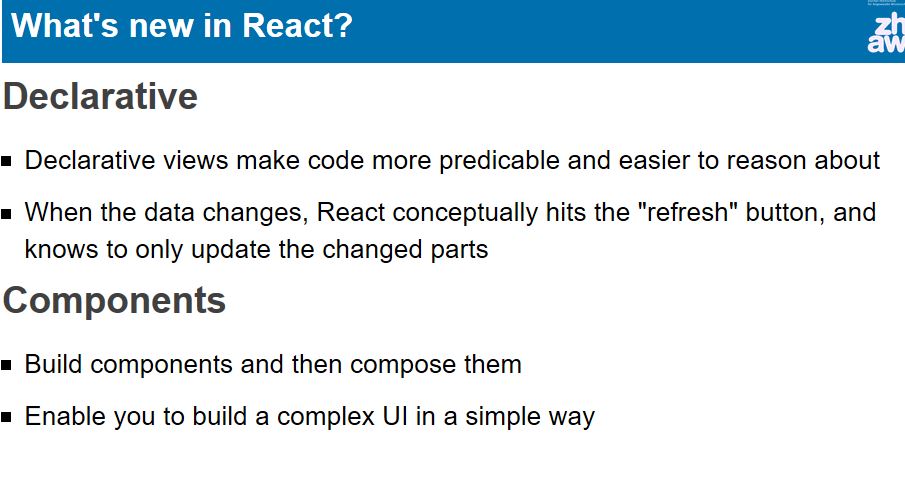 What's new in React?
zh
aw
Declarative
Declarative views make code more predicable and easier to reason about
When the data changes, React conceptually hits the "refresh" button, and
knows to only update the changed parts
Components
Build components and then compose them
Enable you to build a complex UI in a simple way